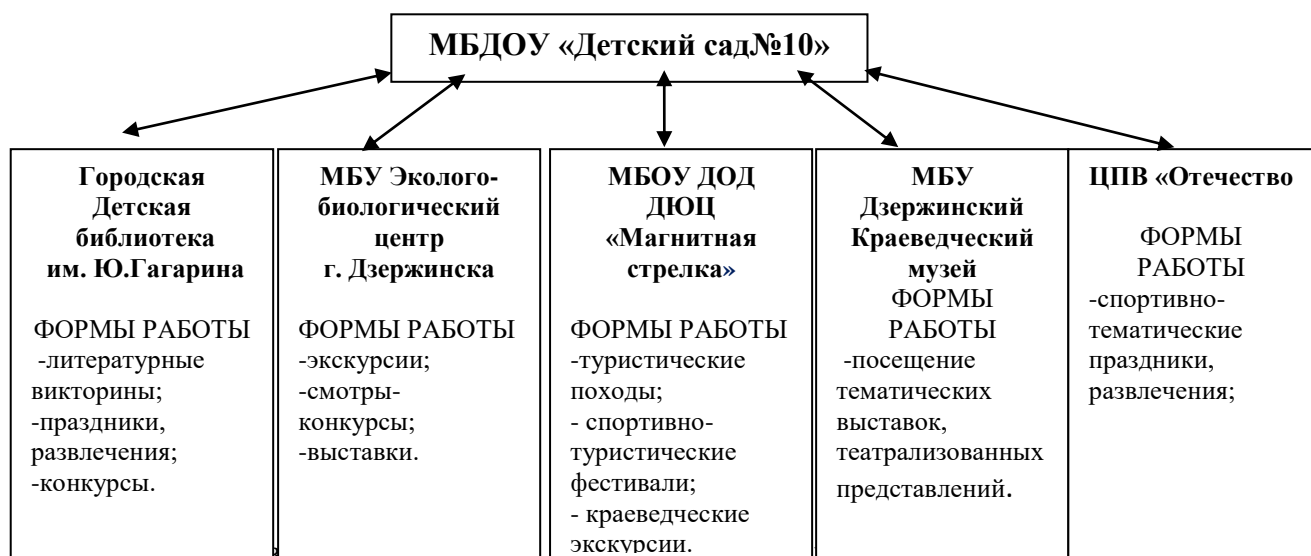 МБДОУ «Детский сад№10»
Городская
Детская
библиотека
им. Ю.Гагарина
ФОРМЫ РАБОТЫ
-литературные
викторины;
-праздники,
развлечения;
-конкурсы.
МБУ Эколого-
биологический
центр
г. Дзержинска
ФОРМЫ РАБОТЫ
-экскурсии;
-смотры-
конкурсы;
-выставки.
МБОУ ДОД
ДЮЦ
«Магнитная
стрелка»
ФОРМЫ РАБОТЫ
-туристические
походы;
- спортивно-
туристические
фестивали;
- краеведческие
экскурсии.
МБУ
Дзержинский
Краеведческий
музей
ФОРМЫ
РАБОТЫ
-посещение
тематических
выставок,
театрализованных
представлений.
ЦПВ «Отечество
ФОРМЫ
РАБОТЫ
-спортивно-
тематические
праздники,
развлечения;